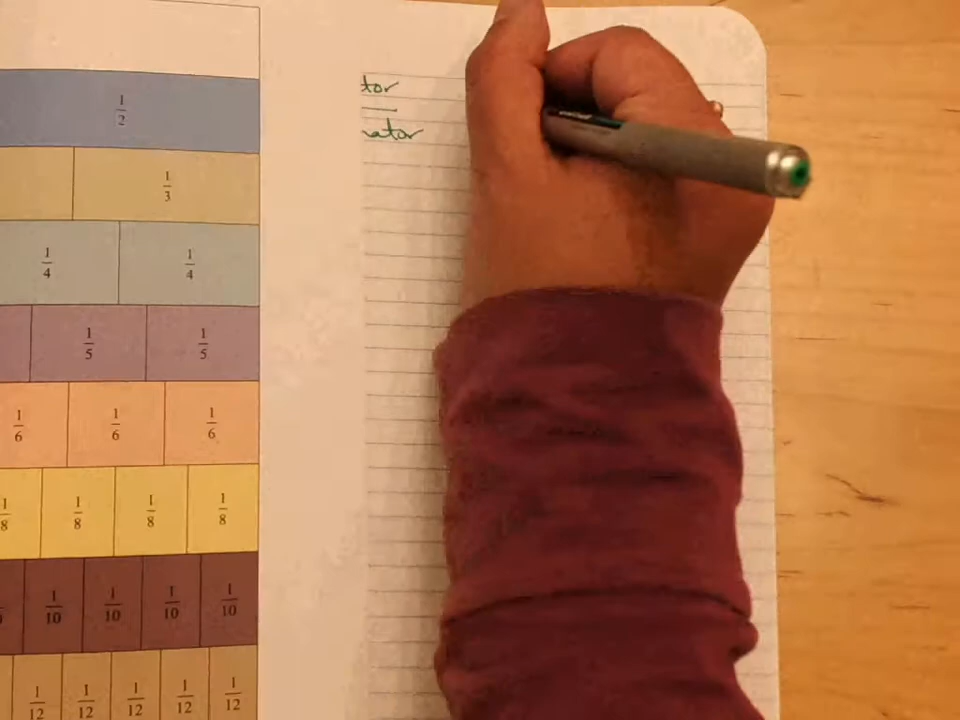 1/2
1/3
1/4 1/4
1/5 1/5
1/6 1/6 1/6
1/8 1/8 1/8 1/8
1/10 1/10 1/10 1/10
1/12 1/12 1/12 1/12 1/12
tor
nator